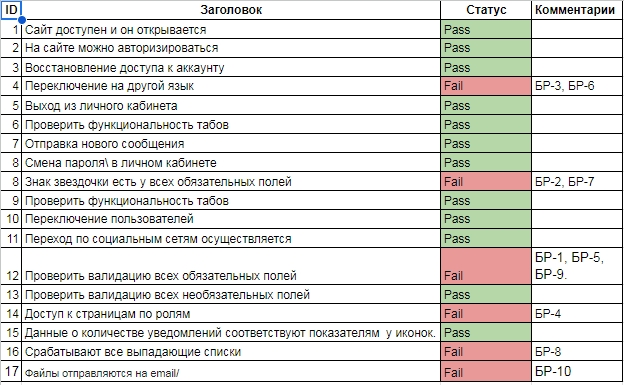 ID Заголовок Статус Комментарии
1 Сайт доступен и он открывается Pass
2 На сайте можно авторизироваться Pass
3 Восстановление доступа к аккаунту Pass
4 Переключение на другой язык Fail БР-3, БР-6
5 Выход из личного кабинета Pass
6 Проверить функциональность табов Pass
7 Отправка нового сообщения Pass
8 Смена пароля\ в личном кабинете Pass
8 Знак звездочки есть у всех обязательных полей Fail БР-2, БР-7
9 Проверить функциональность табов Pass
10 Переключение пользователей Pass
11 Переход по социальным сетям осуществляется Pass
БР-1, БР-5,
12 Проверить валидацию всех обязательных полей Fail БР-9.
13 Проверить валидацию всех необязательных полей Pass
14 Доступ к страницам по ролям Fail БР-4
15 Данные о количестве уведомлений соответствуют показателям у иконок. Pass
16 Срабатывают все выпадающие списки Fail БР-8
17 Файлы отправляются на email/ Fail БР-10